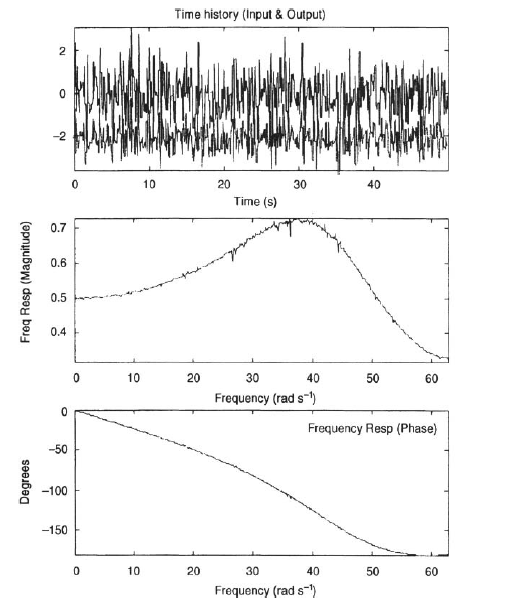 Time history (Input & Output)
2
0
−2
0 10 20 30 40
Time (s)
Freq Resp (Magnitude)
0.7
0.6
0.5
0.4
0 10 20 30 40 50 60
Frequency (rad s⁻¹)
Frequency Resp (Phase)
Degrees
0
−50
−100
−150
0 10 20 30 40 50 60
Frequency (rad s⁻¹)